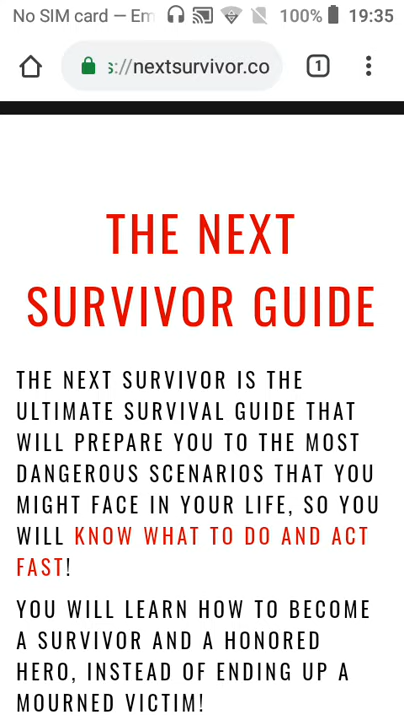 No SIM card — Em 100% 19:35
s://nextsurvivor.co 1
THE NEXT
SURVIVOR GUIDE
THE NEXT SURVIVOR IS THE
ULTIMATE SURVIVAL GUIDE THAT
WILL PREPARE YOU TO THE MOST
DANGEROUS SCENARIOS THAT YOU
MIGHT FACE IN YOUR LIFE, SO YOU
WILL KNOW WHAT TO DO AND ACT
FAST!
YOU WILL LEARN HOW TO BECOME
A SURVIVOR AND A HONORED
HERO, INSTEAD OF ENDING UP A
MOURNED VICTIM!